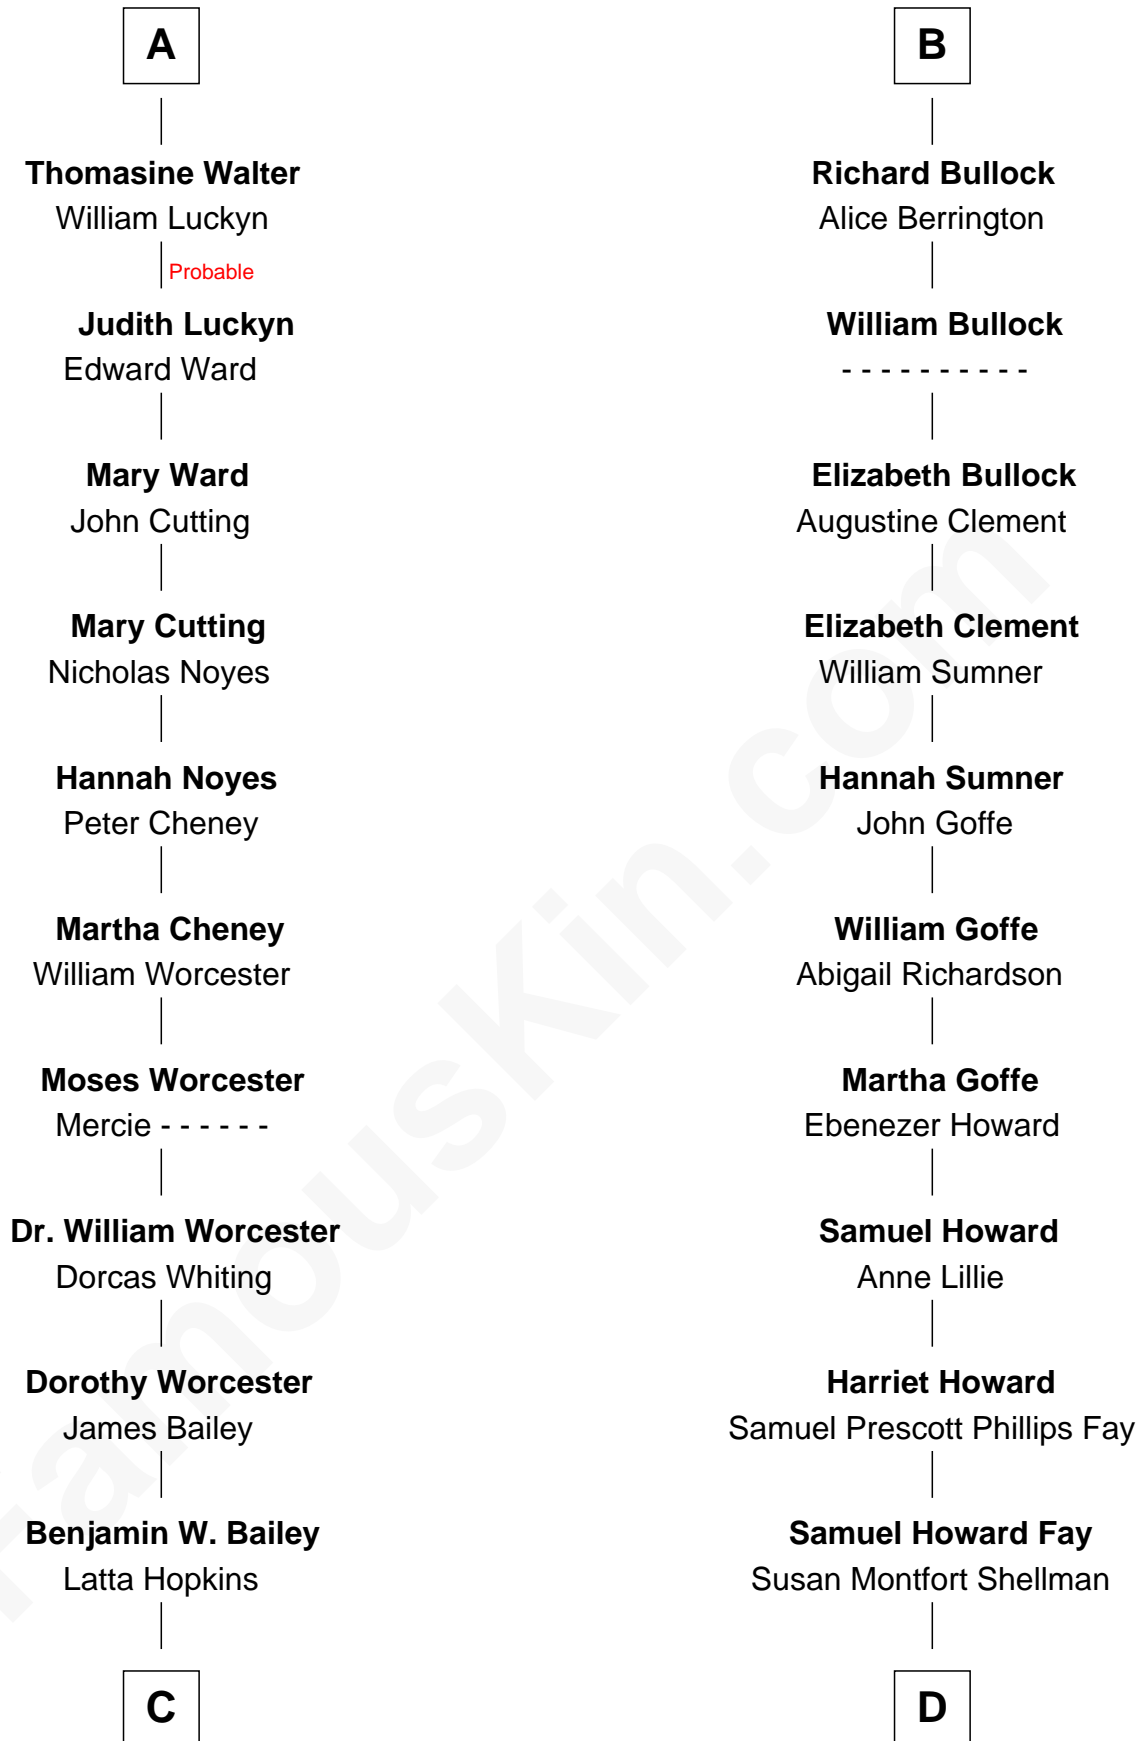 A
Thomasine Walter
William Luckyn
Probable
Judith Luckyn
Edward Ward
Mary Ward
John Cutting
Mary Cutting
Nicholas Noyes
Hannah Noyes
Peter Cheney
Martha Cheney
William Worcester
Moses Worcester
Mercie - - - - - -
Dr. William Worcester
Dorcas Whiting
Dorothy Worcester
James Bailey
Benjamin W. Bailey
Latta Hopkins
C
B
Richard Bullock
Alice Berrington
William Bullock
- - - - - - - - - -
Elizabeth Bullock
Augustine Clement
Elizabeth Clement
William Sumner
Hannah Sumner
John Goffe
William Goffe
Abigail Richardson
Martha Goffe
Ebenezer Howard
Samuel Howard
Anne Lillie
Harriet Howard
Samuel Prescott Phillips Fay
Samuel Howard Fay
Susan Montfort Shellman
D
FamousKin.com